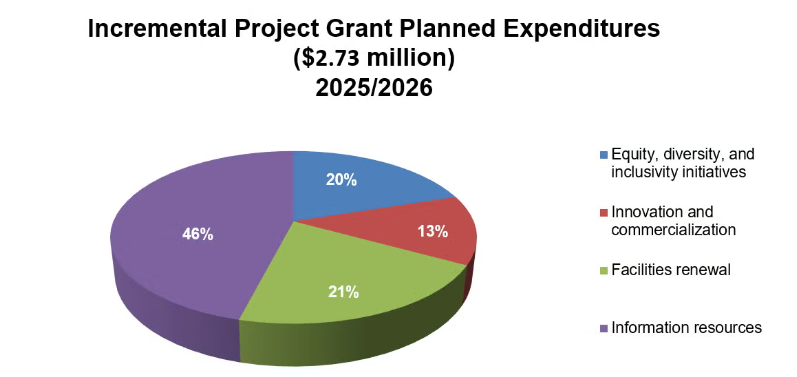 Incremental Project Grant Planned Expenditures
($2.73 million)
2025/2026
20%
13%
21%
46%
Equity, diversity, and
inclusivity initiatives
Innovation and
commercialization
Facilities renewal
Information resources